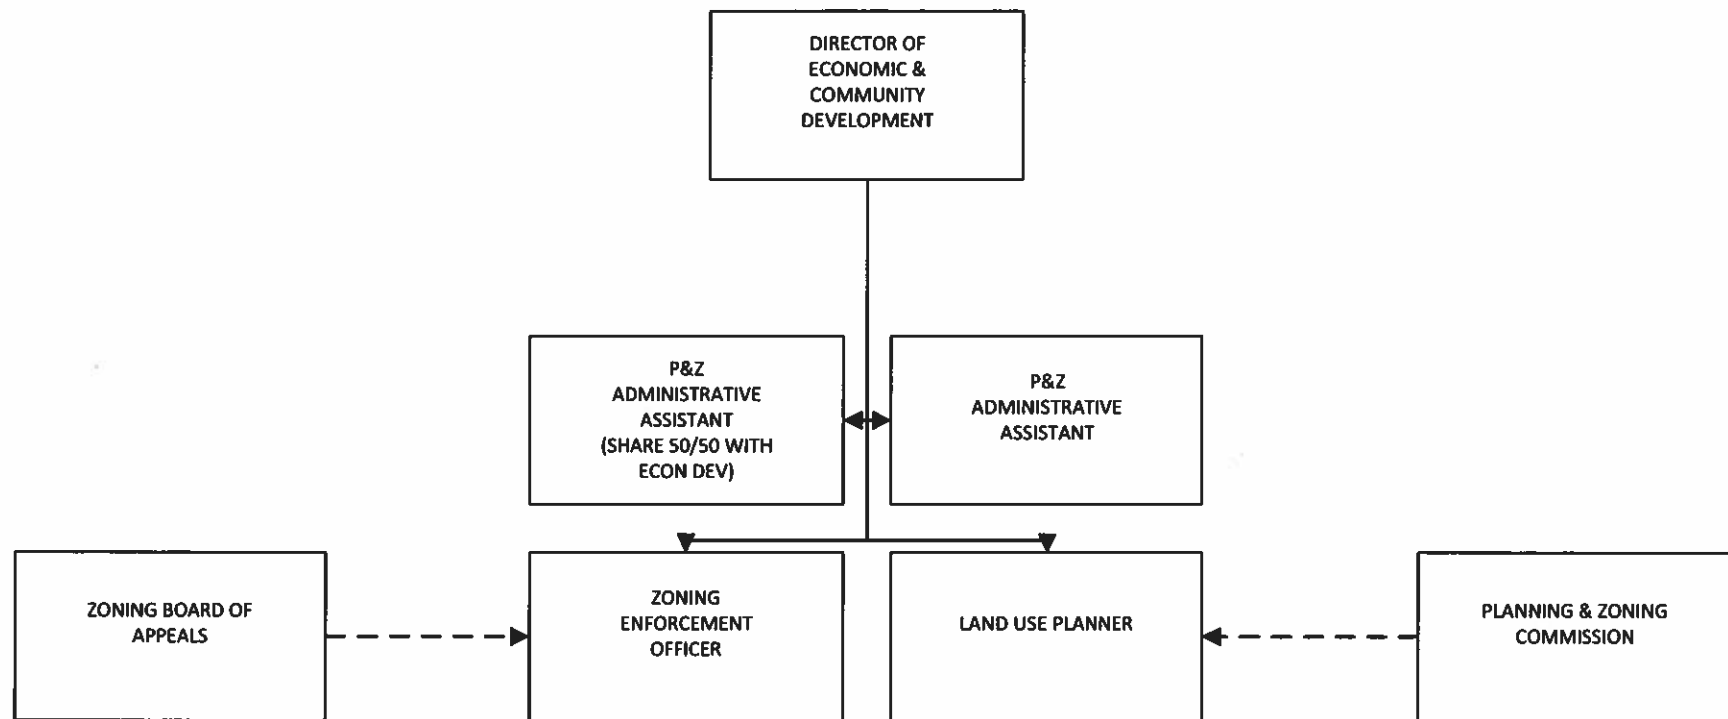 DIRECTOR OF
ECONOMIC &
COMMUNITY
DEVELOPMENT
P&Z
ADMINISTRATIVE
ASSISTANT
(SHARE 50/50 WITH
ECON DEV)
P&Z
ADMINISTRATIVE
ASSISTANT
ZONING BOARD OF
APPEALS
ZONING
ENFORCEMENT
OFFICER
LAND USE PLANNER
PLANNING & ZONING
COMMISSION